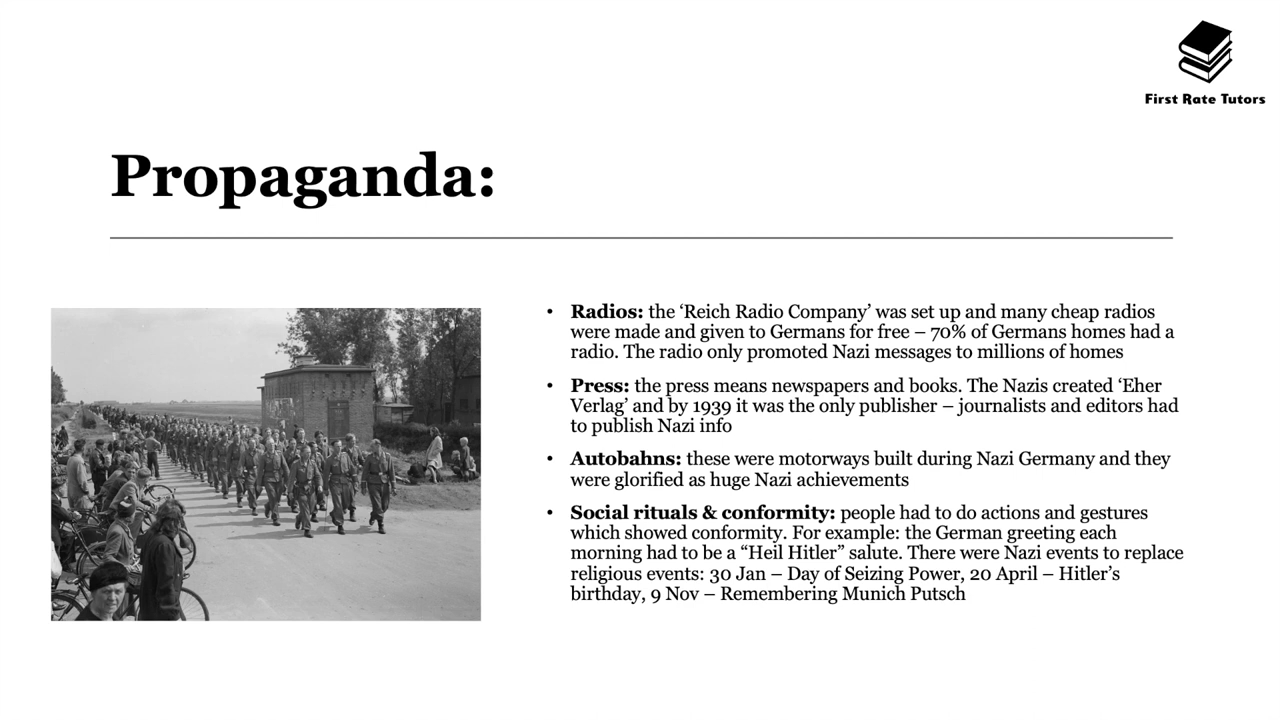 First Rate Tutors
Propaganda:
• Radios: the ‘Reich Radio Company’ was set up and many cheap radios
were made and given to Germans for free – 70% of Germans homes had a
radio. The radio only promoted Nazi messages to millions of homes
• Press: the press means newspapers and books. The Nazis created ‘Eher
Verlag’ and by 1939 it was the only publisher – journalists and editors had
to publish Nazi info
• Autobahns: these were motorways built during Nazi Germany and they
were glorified as huge Nazi achievements
• Social rituals & conformity: people had to do actions and gestures
which showed conformity. For example: the German greeting each
morning had to be a “Heil Hitler” salute. There were Nazi events to replace
religious events: 30 Jan – Day of Seizing Power, 20 April – Hitler’s
birthday, 9 Nov – Remembering Munich Putsch